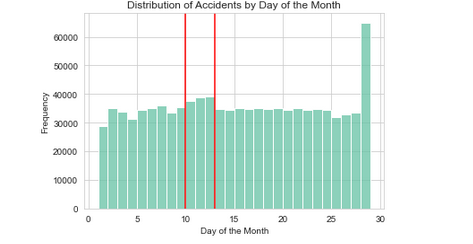 Distribution of Accidents by Day of the Month
60000
50000
40000
30000
20000
10000
0
Frequency
0 5 10 15 20 25 30
Day of the Month